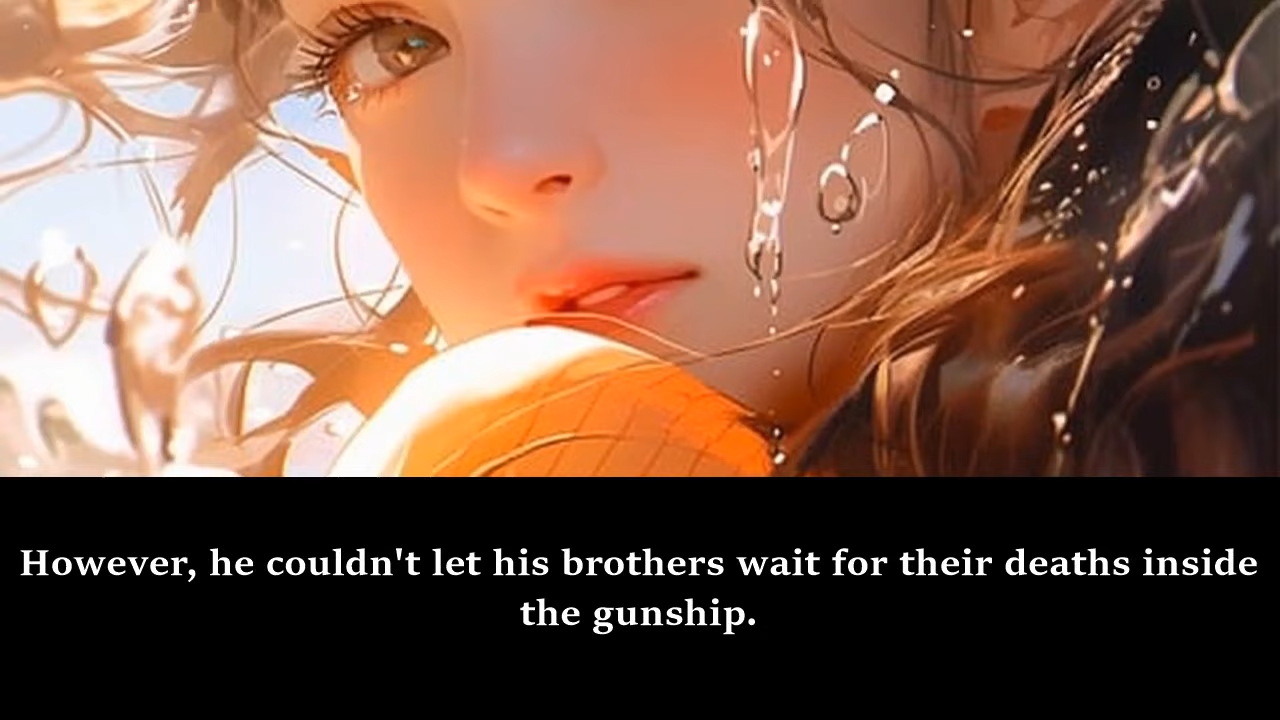 However, he couldn't let his brothers wait for their deaths inside
the gunship.